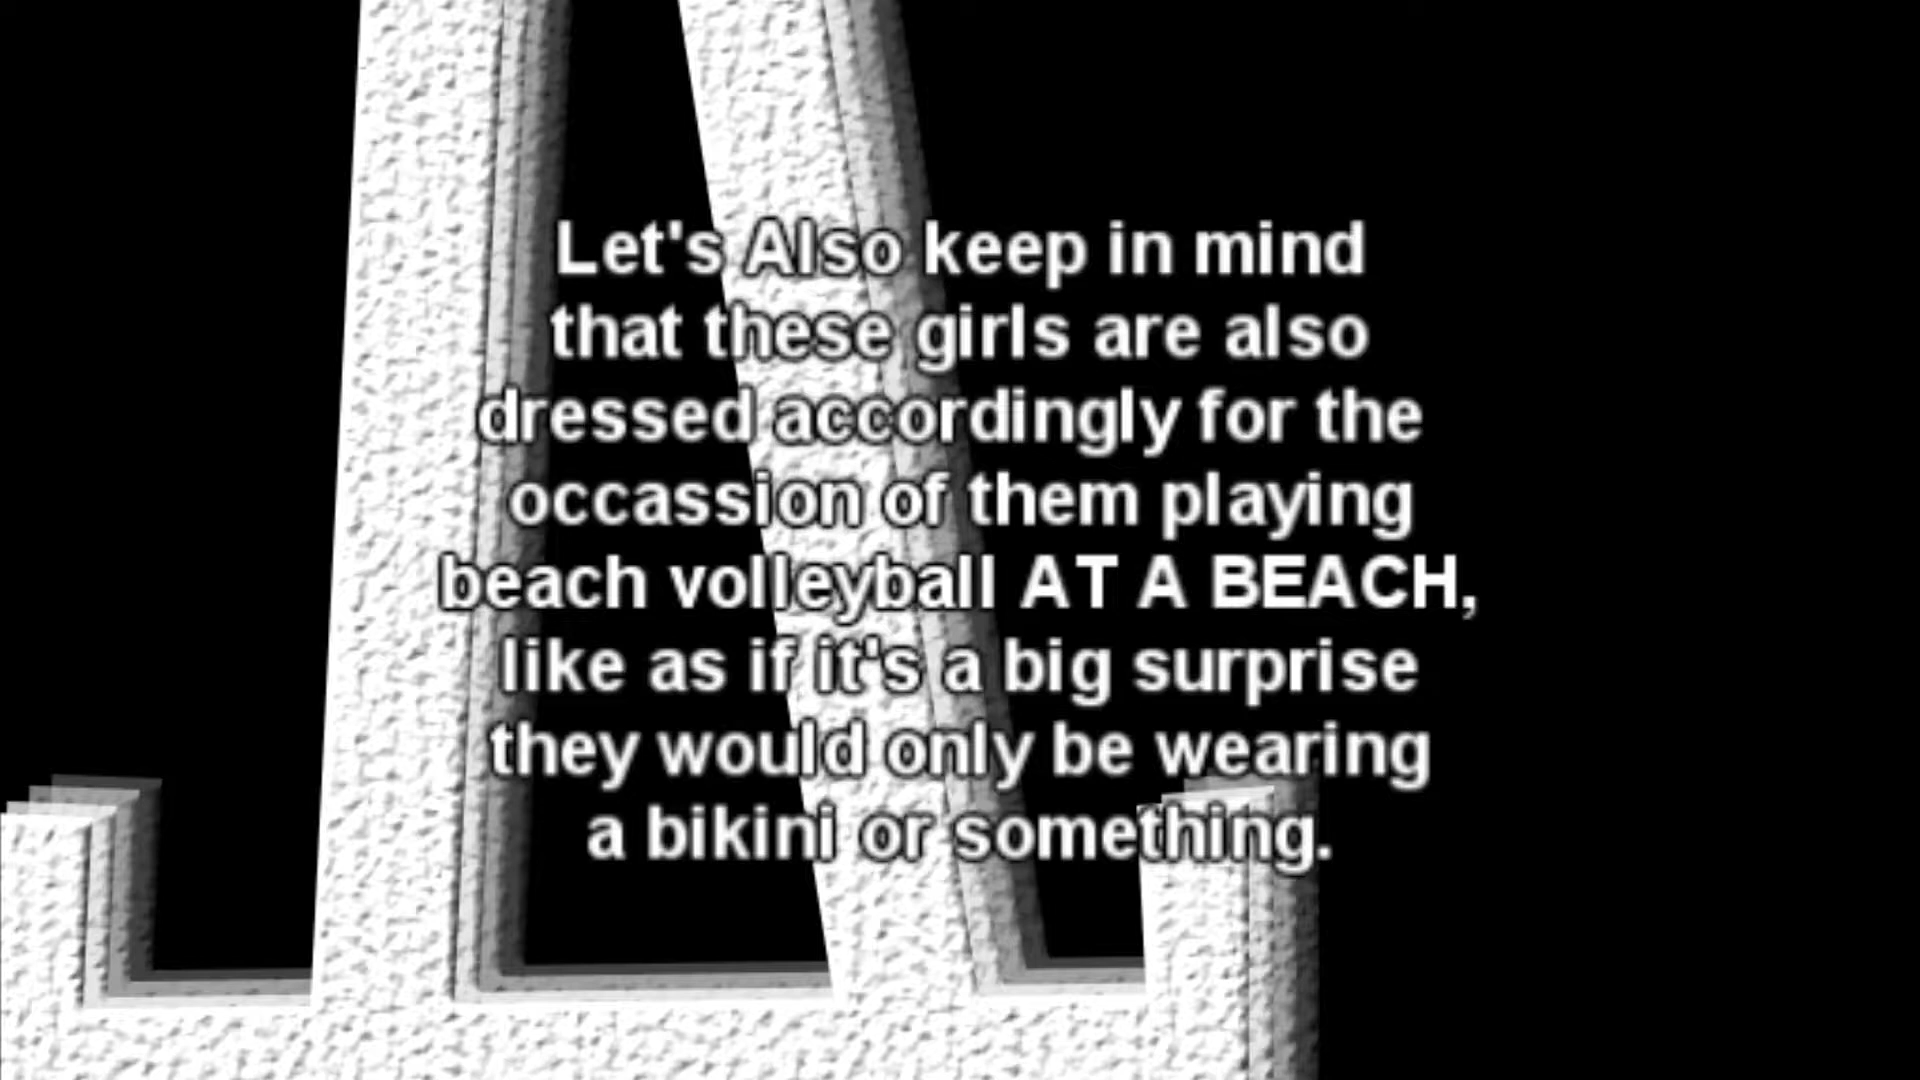 Let's Also keep in mind
that these girls are also
dressed accordingly for the
occassion of them playing
beach volleyball AT A BEACH,
like as if it's a big surprise
they would only be wearing
a bikini or something.